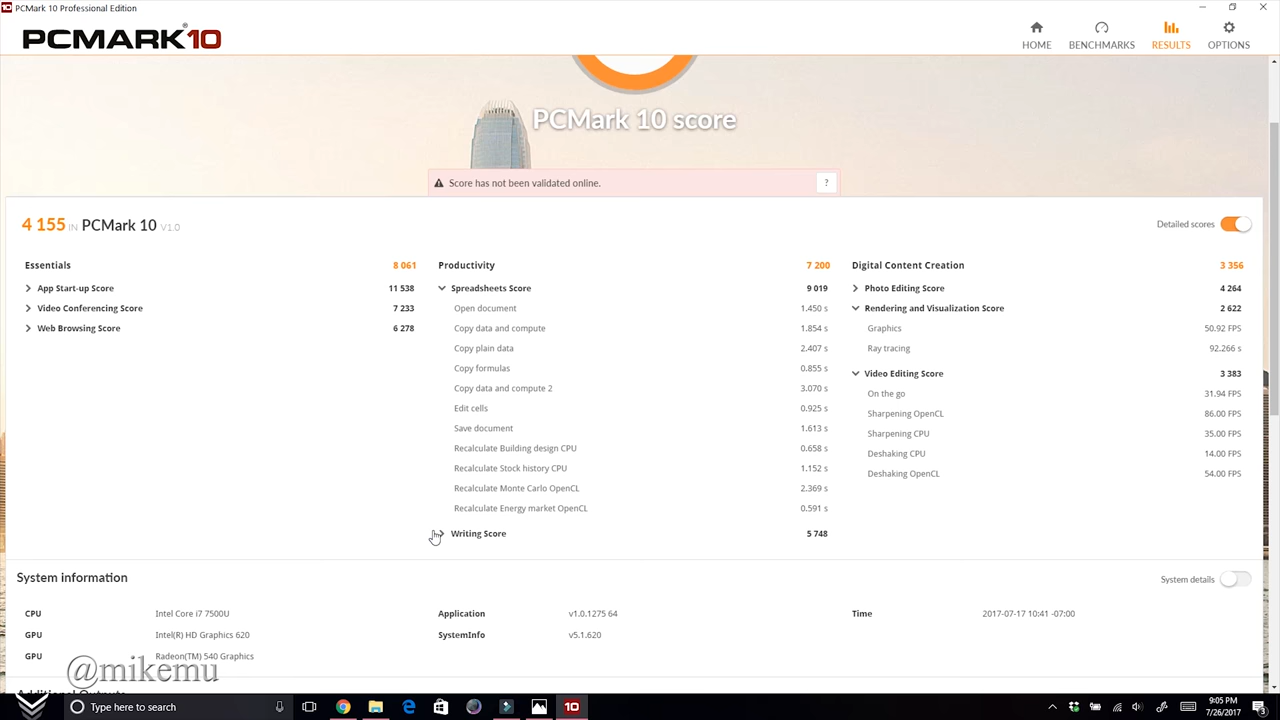 10 PCMark 10 Professional Edition
PCMARK®10
HOME BENCHMARKS RESULTS OPTIONS
PCMark 10 score
Score has not been validated online. ?
4 155 IN PCMark 10 V1.0
Detailed scores
Essentials 8 061
App Start-up Score 11 538
Video Conferencing Score 7 233
Web Browsing Score 6 278
Productivity 7 200
Spreadsheets Score 9 019
Open document 1.450 s
Copy data and compute 1.854 s
Copy plain data 2.407 s
Copy formulas 0.855 s
Copy data and compute 2 3.070 s
Edit cells 0.925 s
Save document 1.613 s
Recalculate Building design CPU 0.658 s
Recalculate Stock history CPU 1.152 s
Recalculate Monte Carlo OpenCL 2.369 s
Recalculate Energy market OpenCL 0.591 s
Writing Score 5 748
Digital Content Creation 3 356
Photo Editing Score 4 264
Rendering and Visualization Score 2 622
Graphics 50.92 FPS
Ray tracing 92.266 s
Video Editing Score 3 383
On the go 31.94 FPS
Sharpening OpenCL 86.00 FPS
Sharpening CPU 35.00 FPS
Deshaking CPU 14.00 FPS
Deshaking OpenCL 54.00 FPS
System information
System details
CPU Intel Core i7 7500U
GPU Intel(R) HD Graphics 620
GPU Radeon(TM) 540 Graphics
Application v1.0.1275 64
SystemInfo v5.1.620
Time 2017-07-17 10:41 -07:00
@mikemu
Additional Outputs
Type here to search
10
9:05 PM
7/26/2017
3